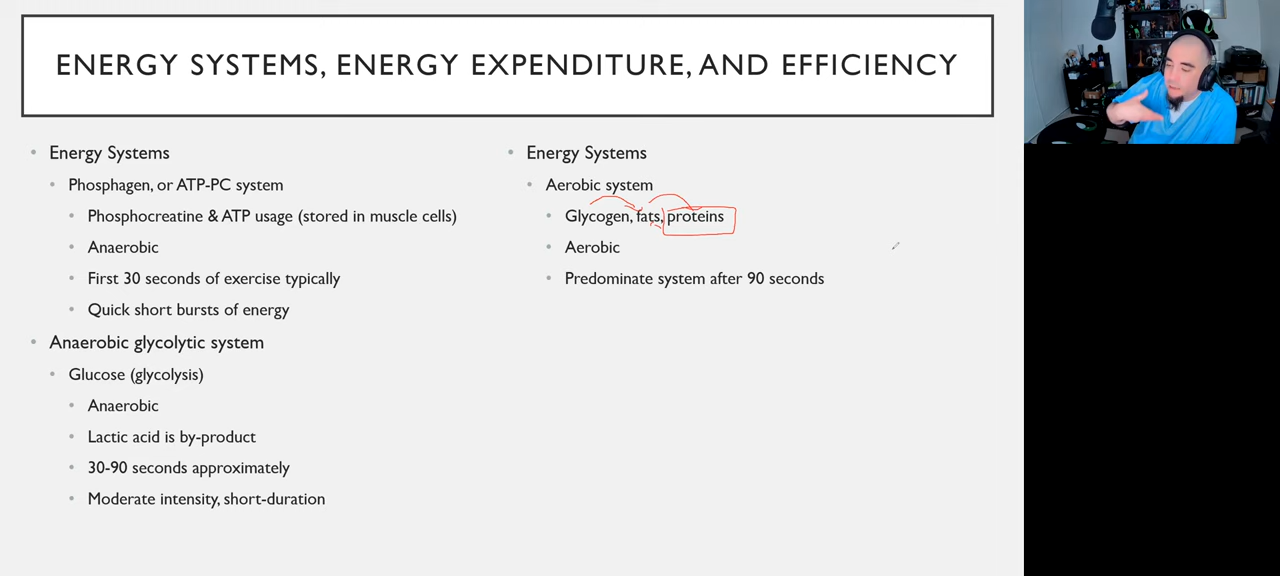 ENERGY SYSTEMS, ENERGY EXPENDITURE, AND EFFICIENCY
• Energy Systems
• Phosphagen, or ATP-PC system
• Phosphocreatine & ATP usage (stored in muscle cells)
• Anaerobic
• First 30 seconds of exercise typically
• Quick short bursts of energy
• Anaerobic glycolytic system
• Glucose (glycolysis)
• Anaerobic
• Lactic acid is by-product
• 30-90 seconds approximately
• Moderate intensity, short-duration
• Energy Systems
• Aerobic system
• Glycogen, fats, proteins
• Aerobic
• Predominate system after 90 seconds